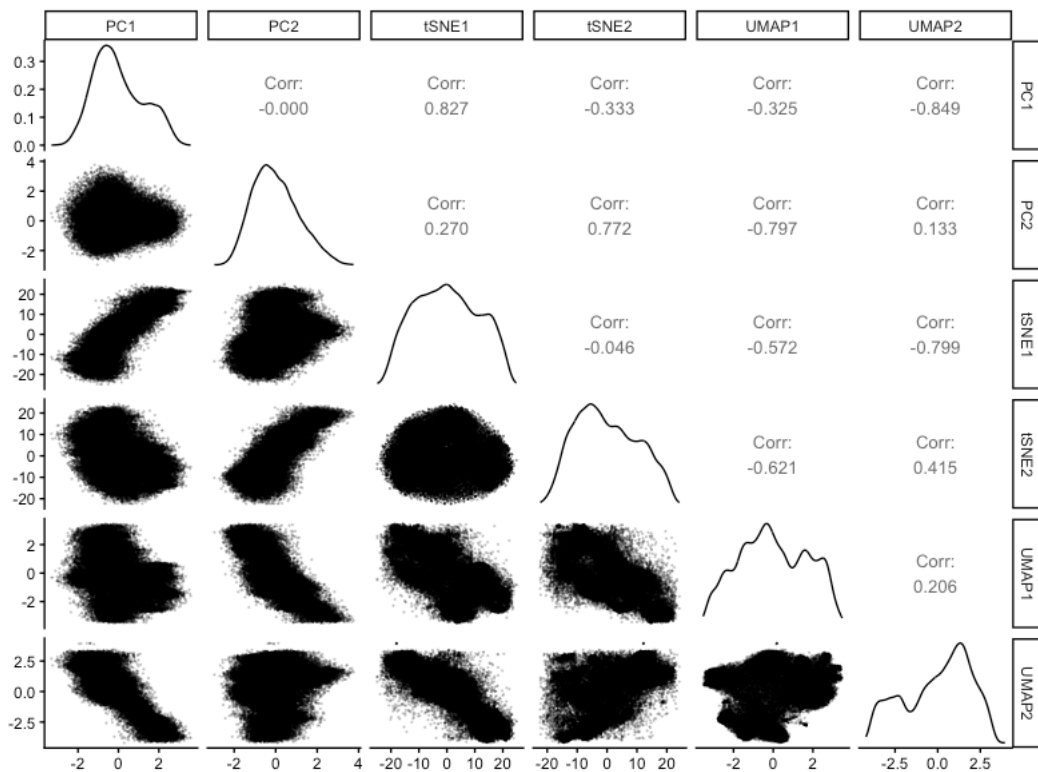 PC1 PC2 tSNE1 tSNE2 UMAP1 UMAP2
0.3
0.2
0.1
0.0
Corr:
-0.000
Corr:
0.827
Corr:
-0.333
Corr:
-0.325
Corr:
-0.849
PC1
4
2
0
-2
Corr:
0.270
Corr:
0.772
Corr:
-0.797
Corr:
0.133
PC2
20
10
0
-10
-20
Corr:
-0.046
Corr:
-0.572
Corr:
-0.799
tSNE1
20
10
0
-10
-20
Corr:
-0.621
Corr:
0.415
tSNE2
2
0
-2
Corr:
0.206
UMAP1
2.5
0.0
-2.5
UMAP2
-2 0 2 -2 0 2 4 -20 -10 0 10 20 -20 -10 0 10 20 -2 0 2 -2.5 0.0 2.5